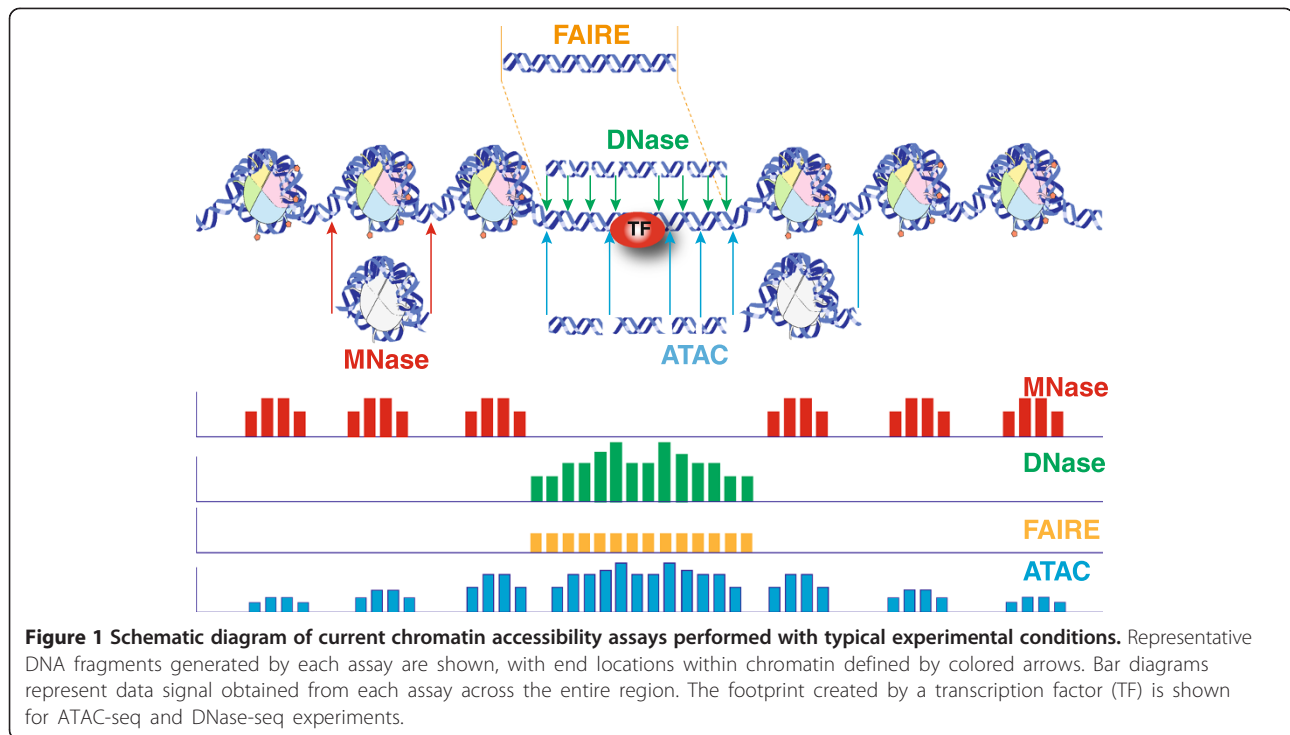 FAIRE
DNase
TF
MNase
ATAC
MNase
DNase
FAIRE
ATAC
Figure 1 Schematic diagram of current chromatin accessibility assays performed with typical experimental conditions. Representative
DNA fragments generated by each assay are shown, with end locations within chromatin defined by colored arrows. Bar diagrams
represent data signal obtained from each assay across the entire region. The footprint created by a transcription factor (TF) is shown
for ATAC-seq and DNase-seq experiments.